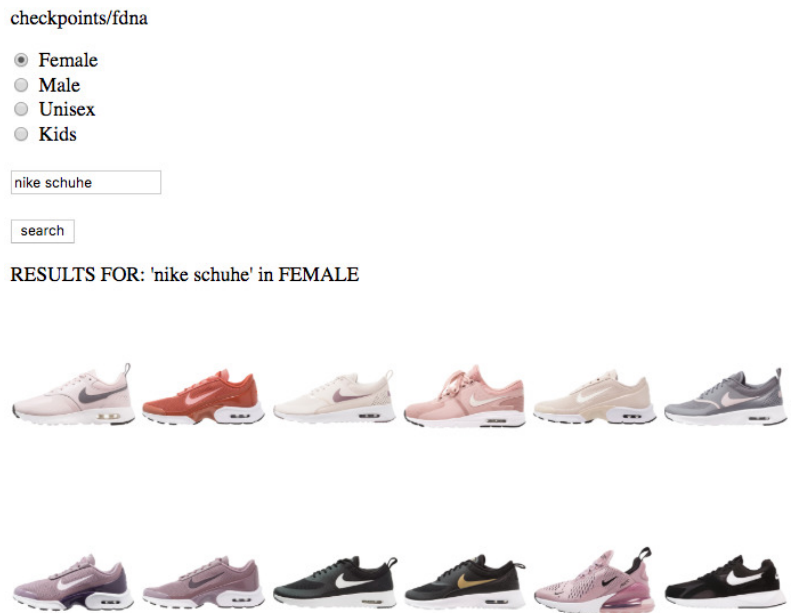 checkpoints/fdna
Female
Male
Unisex
Kids
nike schuhe
search
RESULTS FOR: 'nike schuhe' in FEMALE